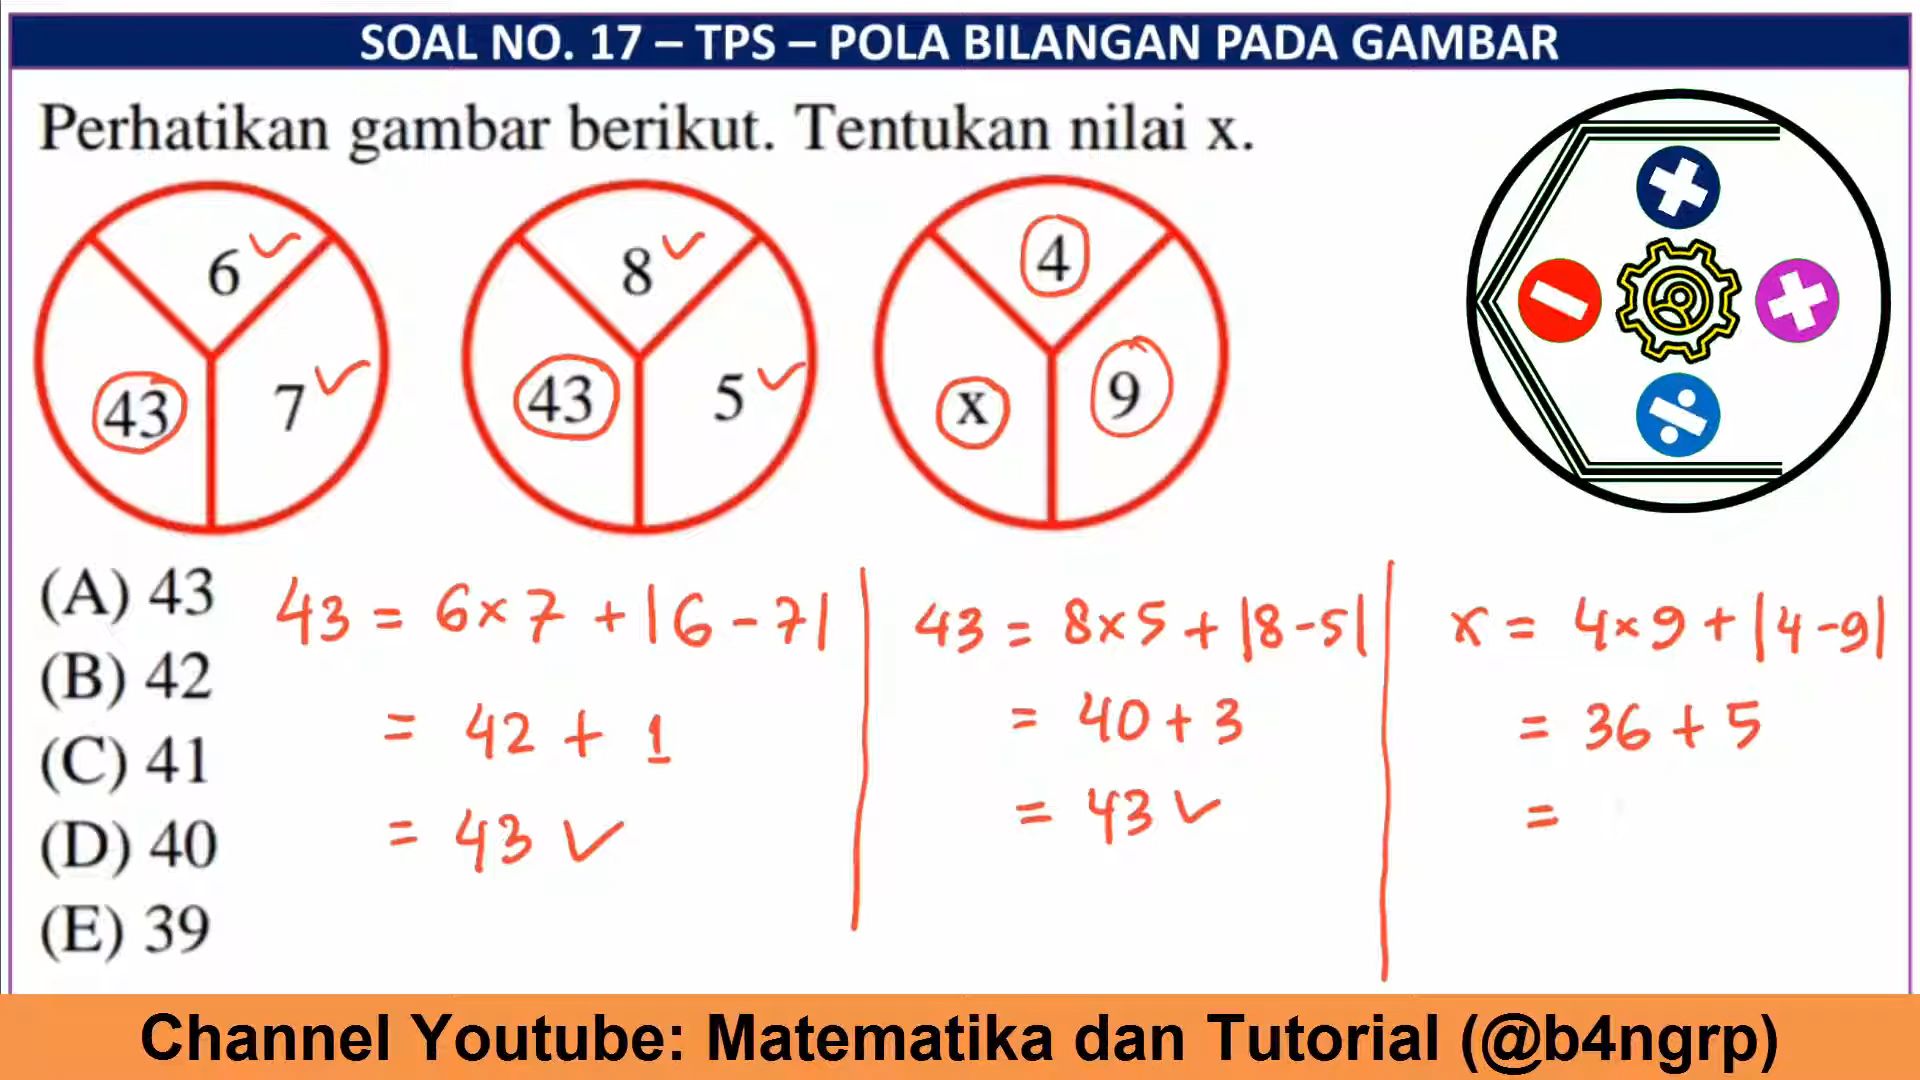 SOAL NO. 17 – TPS – POLA BILANGAN PADA GAMBAR
Perhatikan gambar berikut. Tentukan nilai x.
6
43
7
8
43
5
4
x
9
(A) 43
(B) 42
(C) 41
(D) 40
(E) 39
43 = 6 × 7 + |6 - 7|
= 42 + 1
= 43 ✓
43 = 8 × 5 + |8 - 5|
= 40 + 3
= 43 ✓
x = 4 × 9 + |4 - 9|
= 36 + 5
=
Channel Youtube: Matematika dan Tutorial (@b4ngrp)